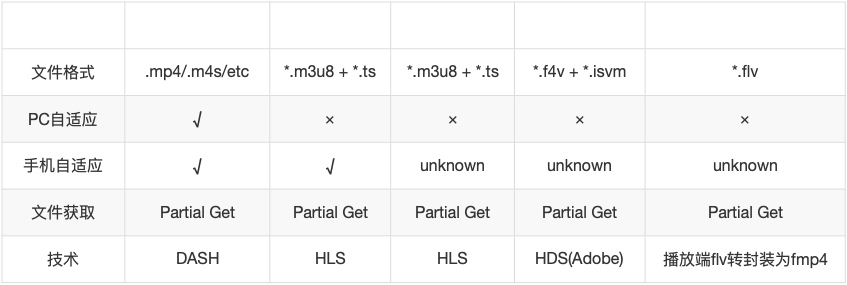 文件格式 .mp4/.m4s/etc *.m3u8 + *.ts *.m3u8 + *.ts *.f4v + *.isvm *.flv
PC自适应 √ × × × ×
手机自适应 √ √ unknown unknown unknown
文件获取 Partial Get Partial Get Partial Get Partial Get Partial Get
技术 DASH HLS HLS HDS(Adobe) 播放端flv转封装为fmp4